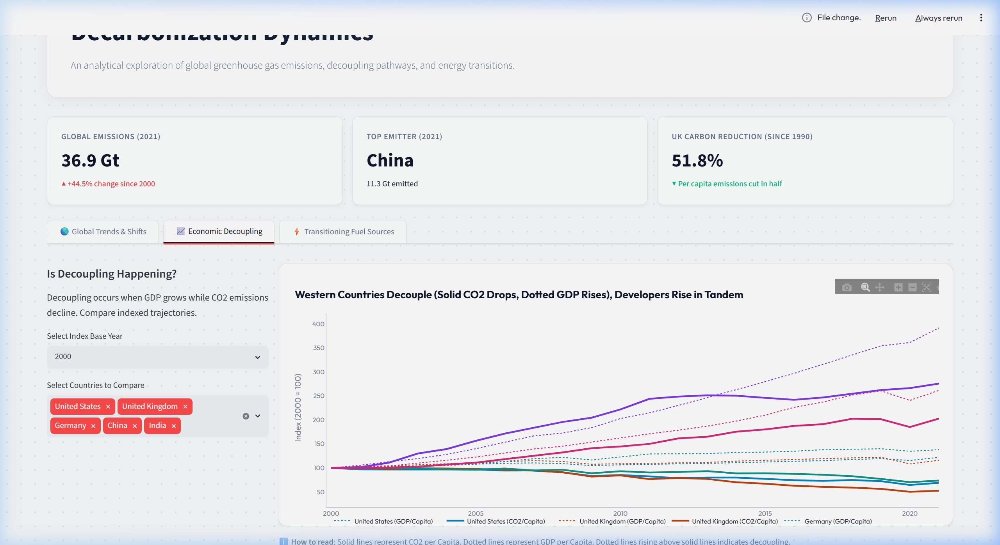 File change. Rerun Always rerun
Decarbonization Dynamics
An analytical exploration of global greenhouse gas emissions, decoupling pathways, and energy transitions.
GLOBAL EMISSIONS (2021)
36.9 Gt
▲ +44.5% change since 2000
TOP EMITTER (2021)
China
11.3 Gt emitted
UK CARBON REDUCTION (SINCE 1990)
51.8%
▼ Per capita emissions cut in half
Global Trends & Shifts
Economic Decoupling
Transitioning Fuel Sources
Is Decoupling Happening?
Decoupling occurs when GDP grows while CO2 emissions
decline. Compare indexed trajectories.
Select Index Base Year
2000
Select Countries to Compare
United States × United Kingdom ×
Germany × China × India ×
Western Countries Decouple (Solid CO2 Drops, Dotted GDP Rises), Developers Rise in Tandem
Index (2000 = 100)
400
350
300
250
200
150
100
50
2000 2005 2010 2015 2020
United States (GDP/Capita) United States (CO2/Capita) United Kingdom (GDP/Capita) United Kingdom (CO2/Capita) Germany (GDP/Capita)
How to read: Solid lines represent CO2 per Capita. Dotted lines represent GDP per Capita. Dotted lines rising above solid lines indicates decoupling.